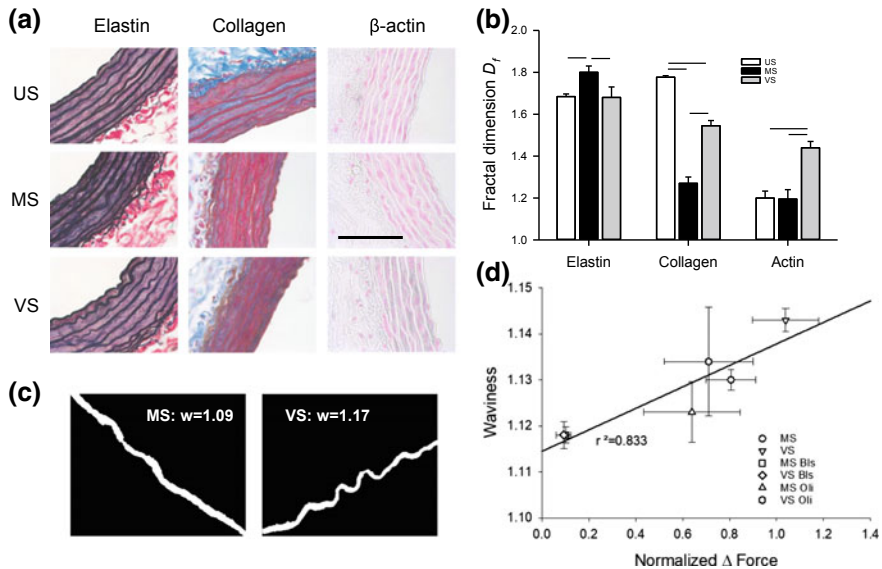 (a)
Elastin Collagen β-actin
US
MS
VS
(b)
Fractal dimension Df
2.0
1.8
1.6
1.4
1.2
1.0
US
MS
VS
Elastin Collagen Actin
(c)
MS: w=1.09
VS: w=1.17
(d)
Waviness
1.15
1.14
1.13
1.12
1.11
1.10
r ²=0.833
MS
VS
MS Bls
VS Bls
MS Oli
VS Oli
0.0 0.2 0.4 0.6 0.8 1.0 1.2 1.4
Normalized Δ Force